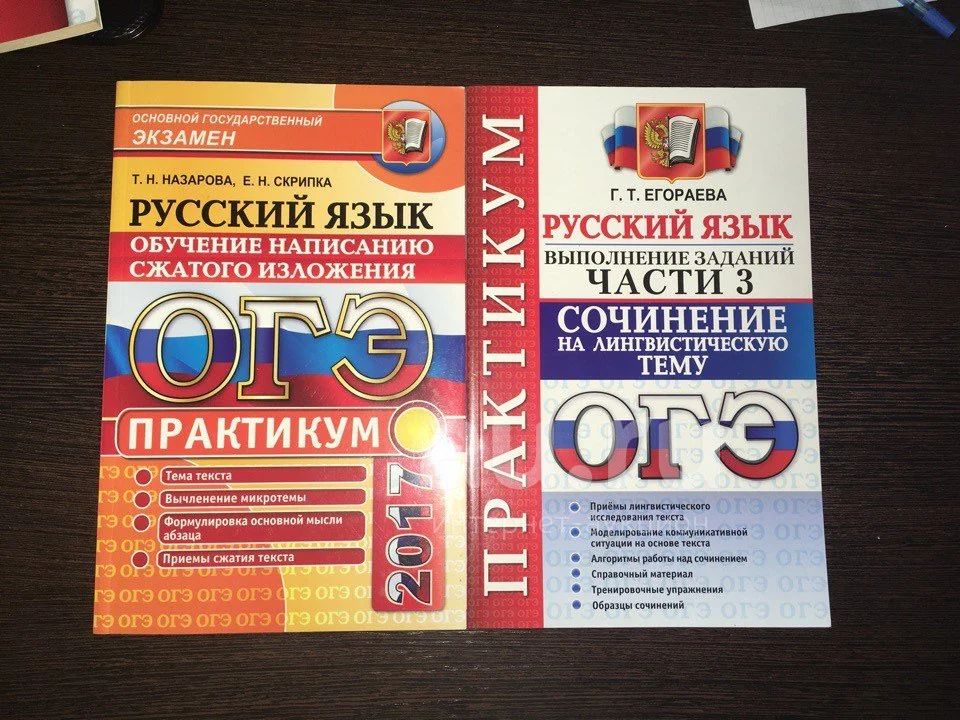 ОСНОВНОЙ ГОСУДАРСТВЕННЫЙ
ЭКЗАМЕН
Т. Н. НАЗАРОВА, Е. Н. СКРИПКА
РУССКИЙ ЯЗЫК
ОБУЧЕНИЕ НАПИСАНИЮ
СЖАТОГО ИЗЛОЖЕНИЯ
ОГЭ
ПРАКТИКУМ
Тема текста
Вычленение микротемы
Формулировка основной мысли
абзаца
Приемы сжатия текста
2017
ПРАКТИКУМ
Г. Т. ЕГОРАЕВА
РУССКИЙ ЯЗЫК
ВЫПОЛНЕНИЕ ЗАДАНИЙ
ЧАСТИ 3
СОЧИНЕНИЕ
НА ЛИНГВИСТИЧЕСКУЮ
ТЕМУ
ОГЭ
Приёмы лингвистического
исследования текста
Моделирование коммуникативной
ситуации на основе текста
Алгоритмы работы над сочинением
Справочный материал
Тренировочные упражнения
Образцы сочинений